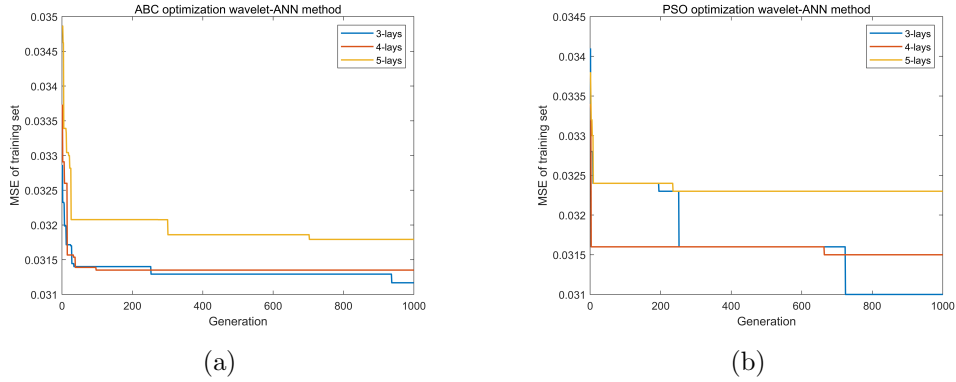 ABC optimization wavelet-ANN method
0.035
0.0345
0.034
0.0335
0.033
0.0325
0.032
0.0315
0.031
MSE of training set
3-lays
4-lays
5-lays
0 200 400 600 800 1000
Generation
(a)
PSO optimization wavelet-ANN method
0.0345
0.034
0.0335
0.033
0.0325
0.032
0.0315
0.031
MSE of training set
3-lays
4-lays
5-lays
0 200 400 600 800 1000
Generation
(b)